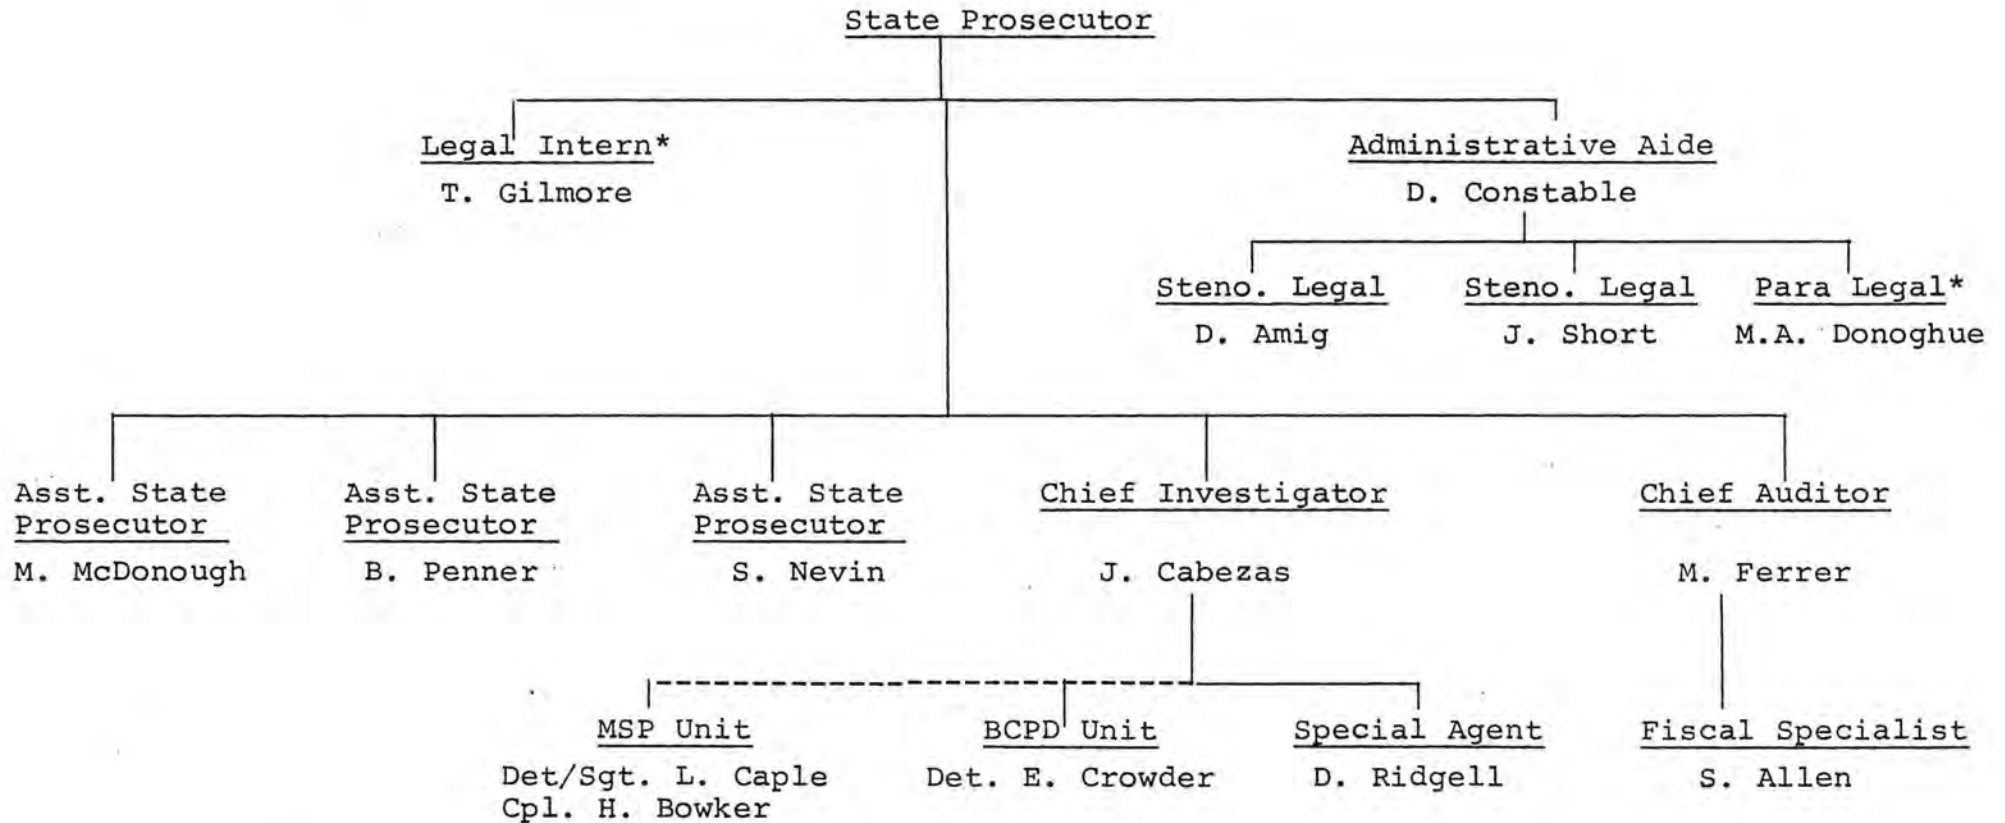 State Prosecutor
Legal Intern*
T. Gilmore
Administrative Aide
D. Constable
Steno. Legal
D. Amig
Steno. Legal
J. Short
Para Legal*
M.A. Donoghue
Asst. State
Prosecutor
M. McDonough
Asst. State
Prosecutor
B. Penner
Asst. State
Prosecutor
S. Nevin
Chief Investigator
J. Cabezas
Chief Auditor
M. Ferrer
MSP Unit
Det/Sgt. L. Caple
Cpl. H. Bowker
BCPD Unit
Det. E. Crowder
Special Agent
D. Ridgell
Fiscal Specialist
S. Allen